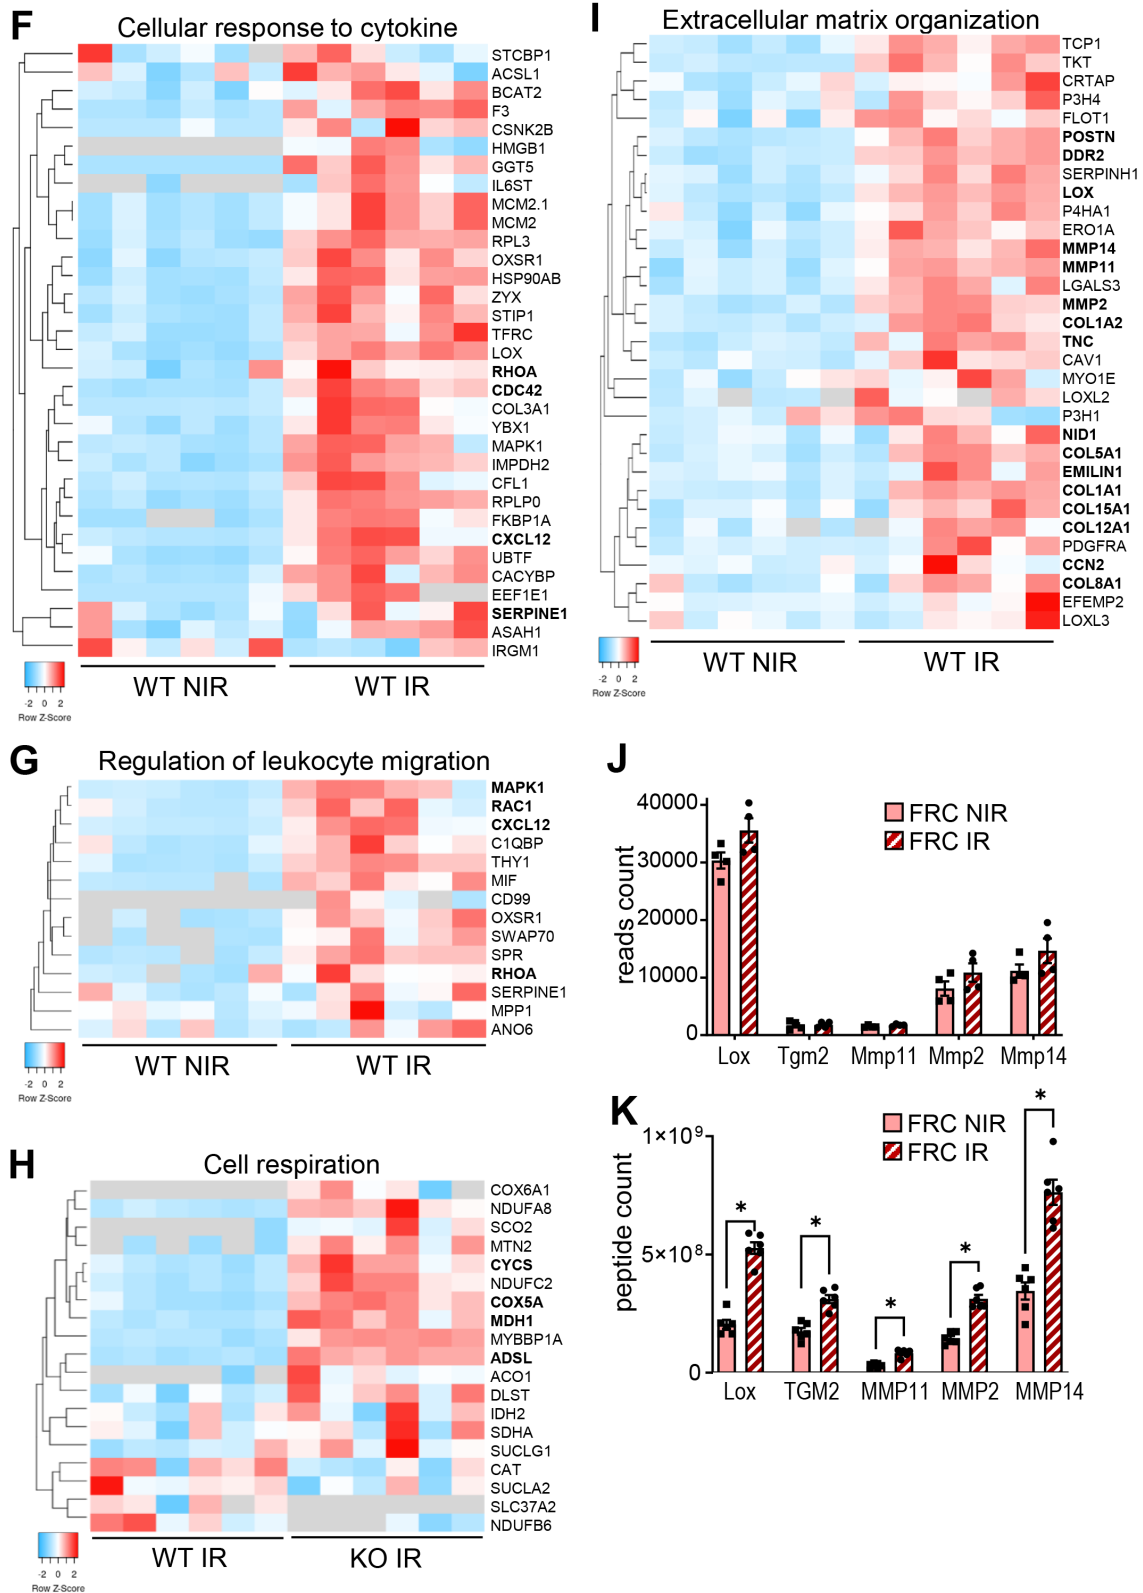 F
Cellular response to cytokine
STCBP1
ACSL1
BCAT2
F3
CSNK2B
HMGB1
GGT5
IL6ST
MCM2.1
MCM2
RPL3
OXSR1
HSP90AB
ZYX
STIP1
TFRC
LOX
RHOA
CDC42
COL3A1
YBX1
MAPK1
IMPDH2
CFL1
RPLP0
FKBP1A
CXCL12
UBTF
CACYBP
EEF1E1
SERPINE1
ASAH1
IRGM1
-2 0 2
Row Z-Score
WT NIR
WT IR
I
Extracellular matrix organization
TCP1
TKT
CRTAP
P3H4
FLOT1
POSTN
DDR2
SERPINH1
LOX
P4HA1
ERO1A
MMP14
MMP11
LGALS3
MMP2
COL1A2
TNC
CAV1
MYO1E
LOXL2
P3H1
NID1
COL5A1
EMILIN1
COL1A1
COL15A1
COL12A1
PDGFRA
CCN2
COL8A1
EFEMP2
LOXL3
-2 0 2
Row Z-Score
WT NIR
WT IR
G
Regulation of leukocyte migration
MAPK1
RAC1
CXCL12
C1QBP
THY1
MIF
CD99
OXSR1
SWAP70
SPR
RHOA
SERPINE1
MPP1
ANO6
-2 0 2
Row Z-Score
WT NIR
WT IR
J
reads count
40000
30000
20000
10000
0
FRC NIR
FRC IR
Lox
Tgm2
Mmp11
Mmp2
Mmp14
H
Cell respiration
COX6A1
NDUFA8
SCO2
MTN2
CYCS
NDUFC2
COX5A
MDH1
MYBBP1A
ADSL
ACO1
DLST
IDH2
SDHA
SUCLG1
CAT
SUCLA2
SLC37A2
NDUFB6
-2 0 2
Row Z-Score
WT IR
KO IR
K
peptide count
1×10⁹
5×10⁸
0
FRC NIR
FRC IR
*
*
*
*
*
Lox
TGM2
MMP11
MMP2
MMP14